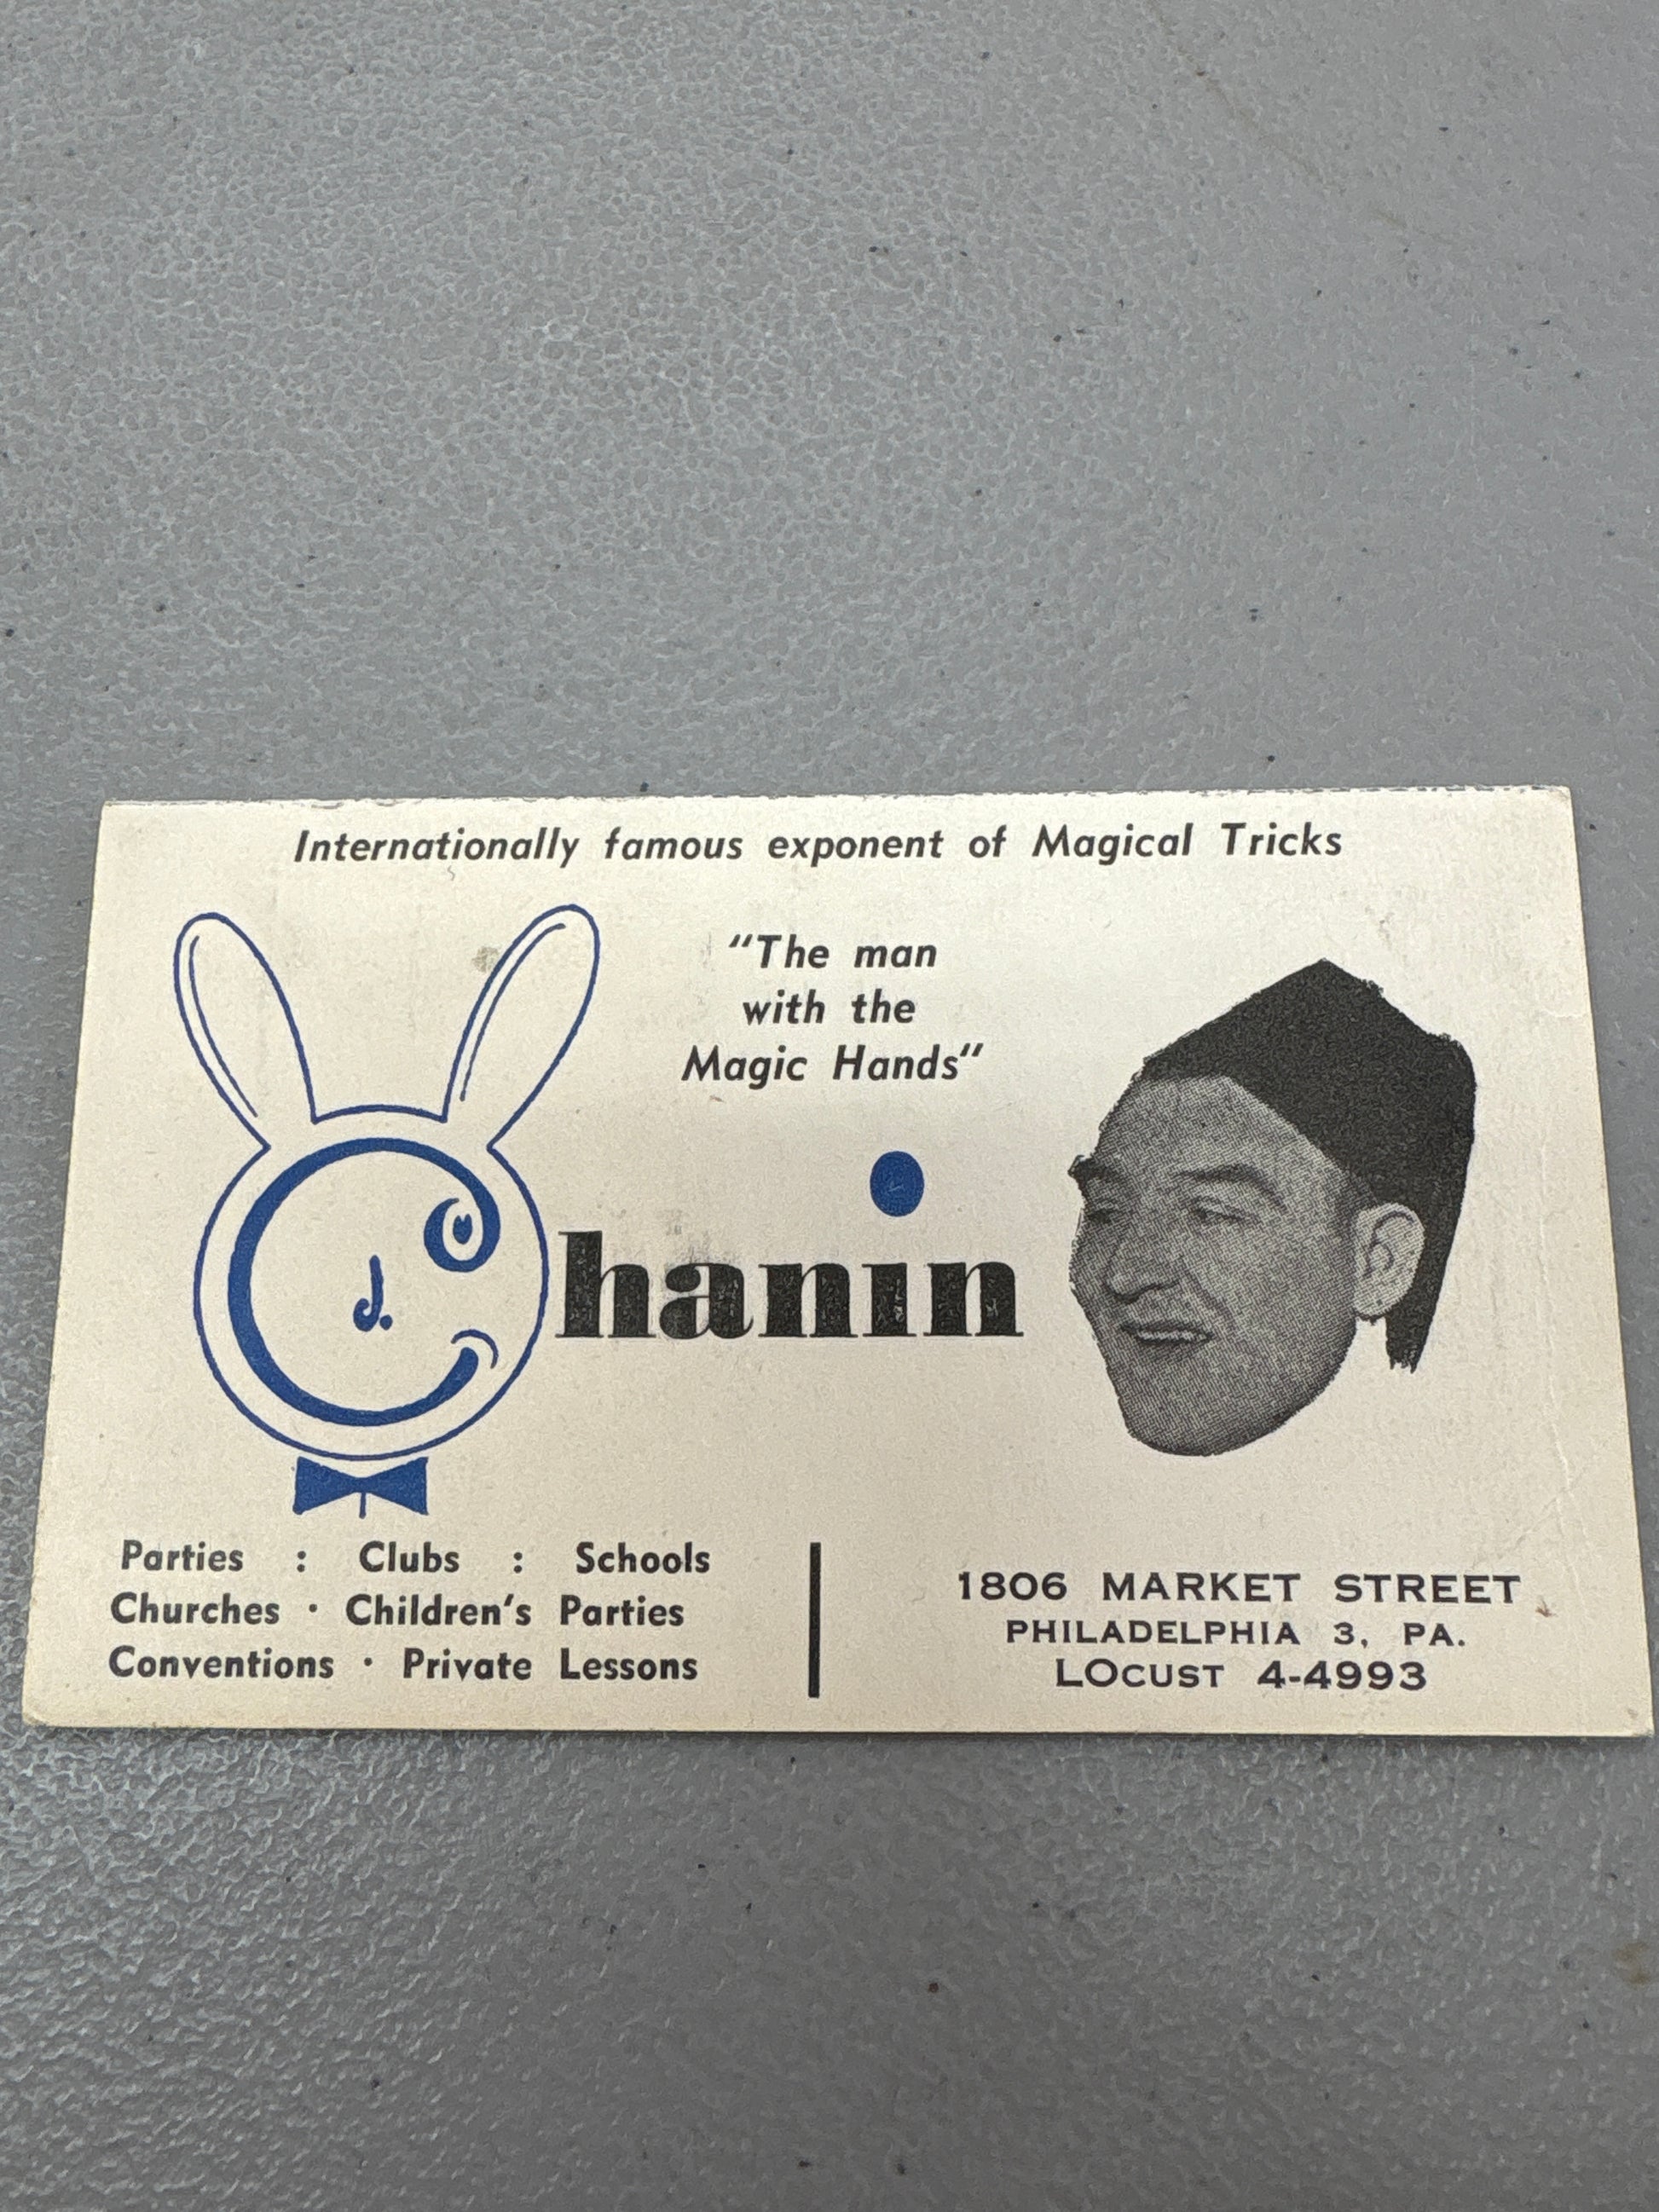 Internationally famous exponent of Magical Tricks
"The man
with the
Magic Hands"
J. Chanin
Parties : Clubs : Schools
Churches · Children's Parties
Conventions · Private Lessons
1806 MARKET STREET
PHILADELPHIA 3, PA.
LOCUST 4-4993